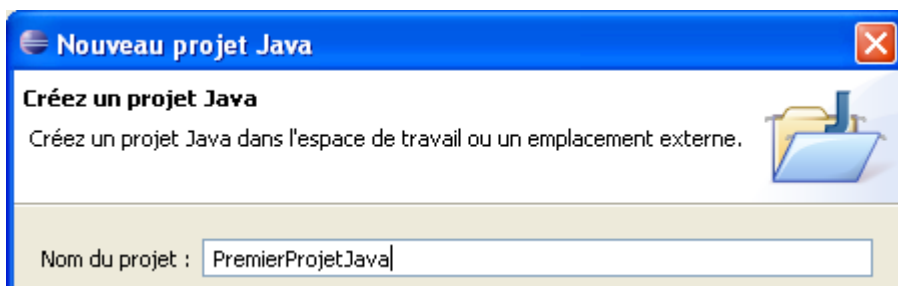 Nouveau projet Java
Créez un projet Java
Créez un projet Java dans l'espace de travail ou un emplacement externe.
Nom du projet : PremierProjetJava